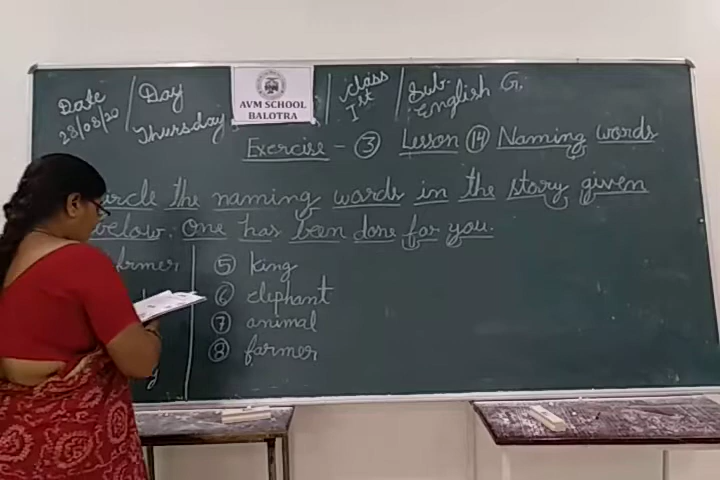 Date
28/08/20
Day
Thursday
AVM SCHOOL
BALOTRA
Class
Ist
Sub-
English G.
Exercise - ③ Lesson ⑭ Naming words
the naming words in the story given
below. One has been done for you.
⑤ king
⑥ elephant
⑦ animal
⑧ farmer